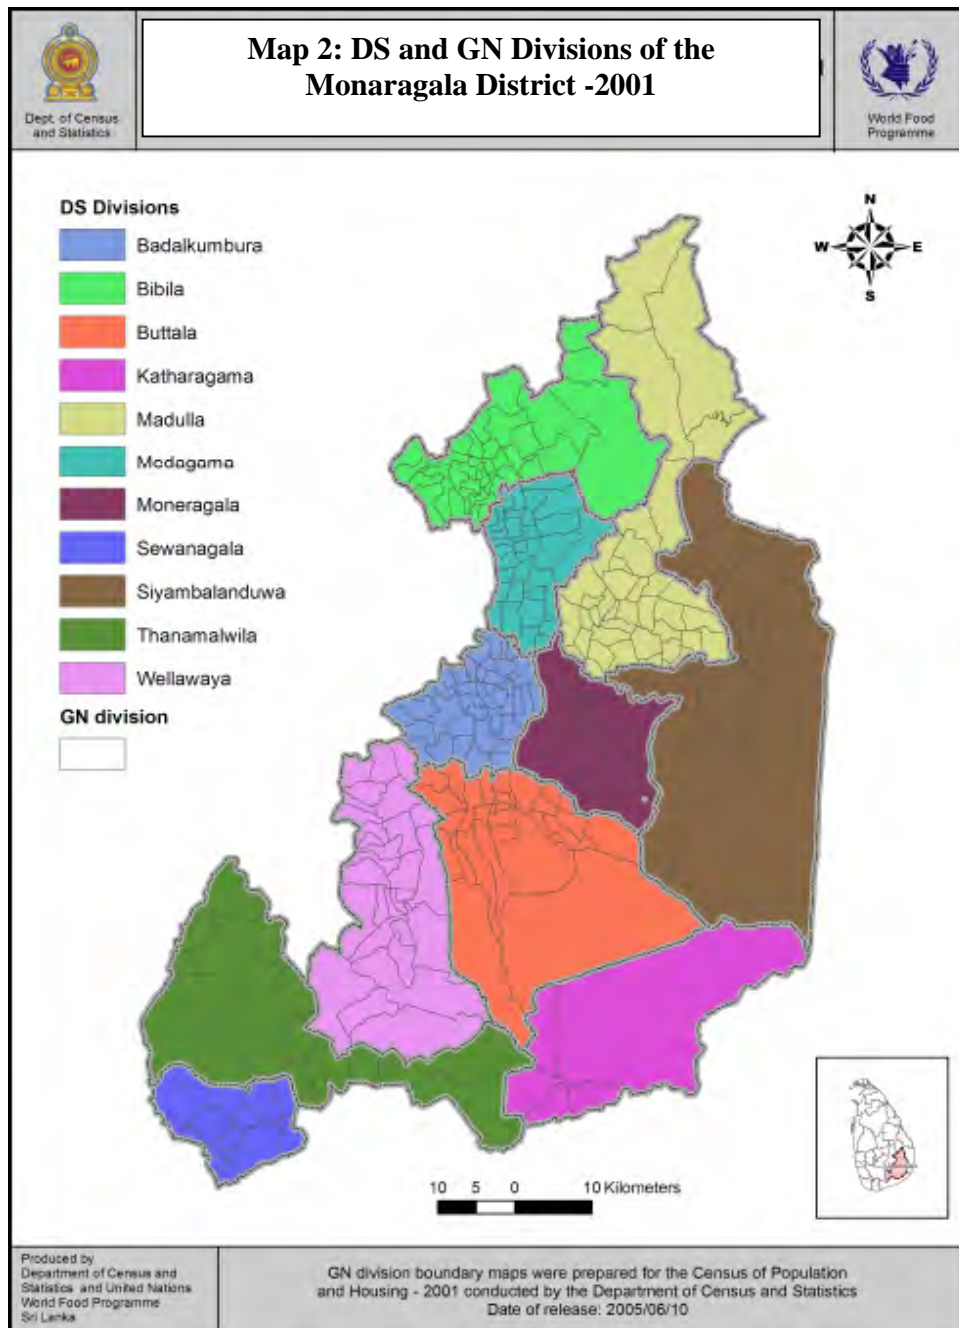 Map 2: DS and GN Divisions of the
Monaragala District -2001
Dept. of Census
and Statistics
World Food
Programme
DS Divisions
Badalkumbura
Bibila
Buttala
Katharagama
Madulla
Medagama
Moneragala
Sewanagala
Siyambalanduwa
Thanamalwila
Wellawaya
GN division
N
W
E
S
10 5 0 10 Kilometers
Produced by
Department of Census and
Statistics and United Nations
World Food Programme
Sri Lanka
GN division boundary maps were prepared for the Census of Population
and Housing - 2001 conducted by the Department of Census and Statistics
Date of release: 2005/06/10